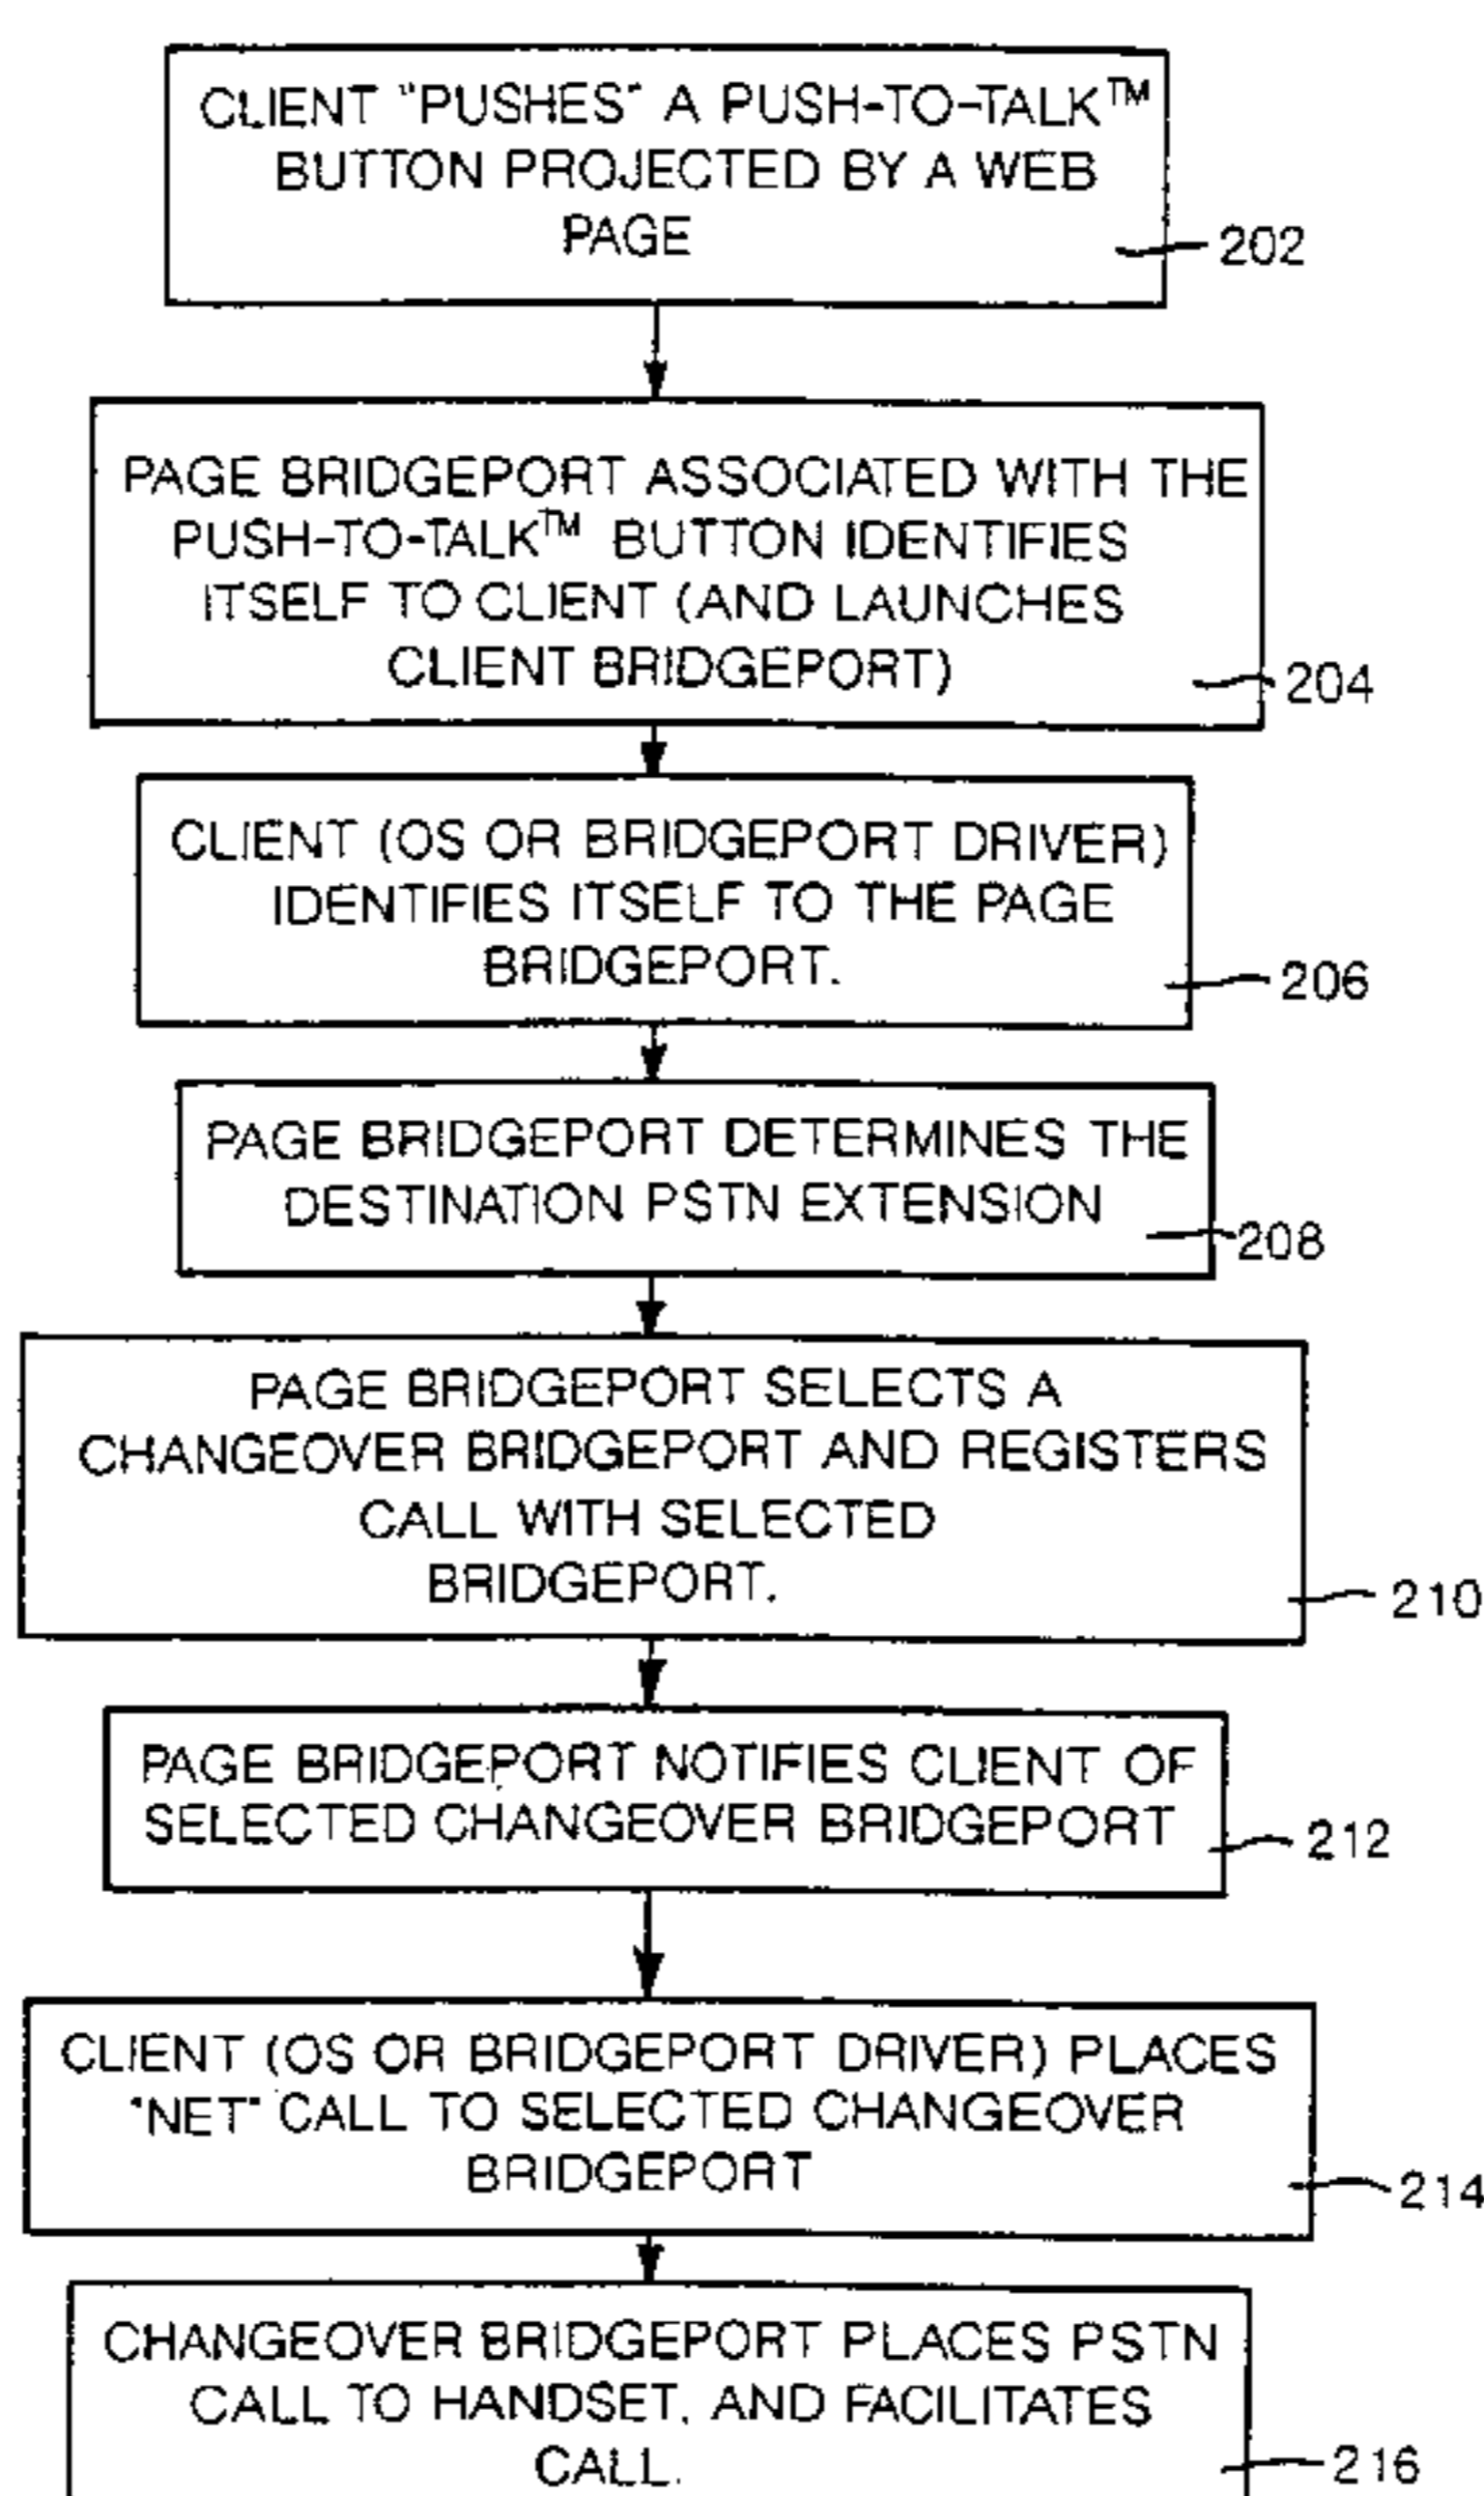 CLIENT "PUSHES" A PUSH-TO-TALK™
BUTTON PROJECTED BY A WEB
PAGE
202
PAGE BRIDGEPORT ASSOCIATED WITH THE
PUSH-TO-TALK™ BUTTON IDENTIFIES
ITSELF TO CLIENT (AND LAUNCHES
CLIENT BRIDGEPORT)
204
CLIENT (OS OR BRIDGEPORT DRIVER)
IDENTIFIES ITSELF TO THE PAGE
BRIDGEPORT.
206
PAGE BRIDGEPORT DETERMINES THE
DESTINATION PSTN EXTENSION
208
PAGE BRIDGEPORT SELECTS A
CHANGEOVER BRIDGEPORT AND REGISTERS
CALL WITH SELECTED
BRIDGEPORT.
210
PAGE BRIDGEPORT NOTIFIES CLIENT OF
SELECTED CHANGEOVER BRIDGEPORT
212
CLIENT (OS OR BRIDGEPORT DRIVER) PLACES
"NET" CALL TO SELECTED CHANGEOVER
BRIDGEPORT
214
CHANGEOVER BRIDGEPORT PLACES PSTN
CALL TO HANDSET, AND FACILITATES
CALL.
216